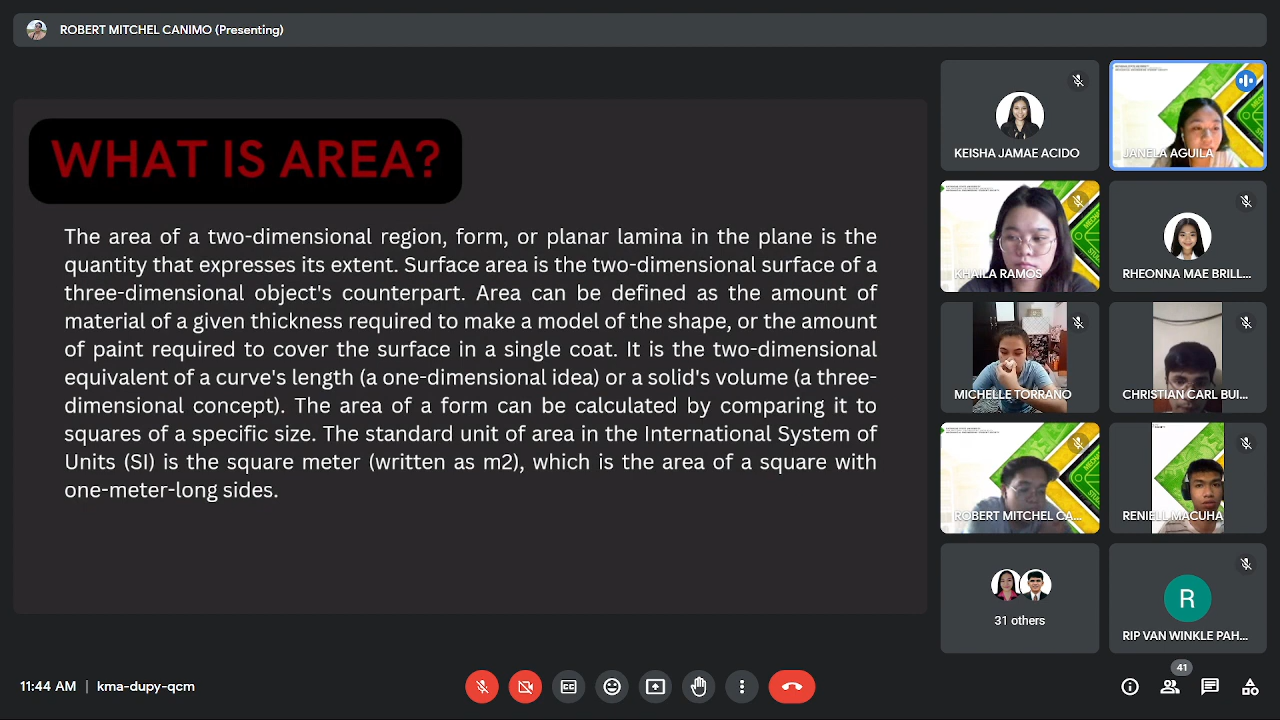 ROBERT MITCHEL CANIMO (Presenting)
WHAT IS AREA?
The area of a two-dimensional region, form, or planar lamina in the plane is the
quantity that expresses its extent. Surface area is the two-dimensional surface of a
three-dimensional object's counterpart. Area can be defined as the amount of
material of a given thickness required to make a model of the shape, or the amount
of paint required to cover the surface in a single coat. It is the two-dimensional
equivalent of a curve's length (a one-dimensional idea) or a solid's volume (a three-
dimensional concept). The area of a form can be calculated by comparing it to
squares of a specific size. The standard unit of area in the International System of
Units (SI) is the square meter (written as m2), which is the area of a square with
one-meter-long sides.
KEISHA JAMAE ACIDO
JANELA AGUILA
KHAILA RAMOS
RHEONNA MAE BRILL...
MICHELLE TORRANO
CHRISTIAN CARL BUI...
ROBERT MITCHEL CA...
RENIELL MACUHA
31 others
R
RIP VAN WINKLE PAH...
11:44 AM | kma-dupy-qcm
41